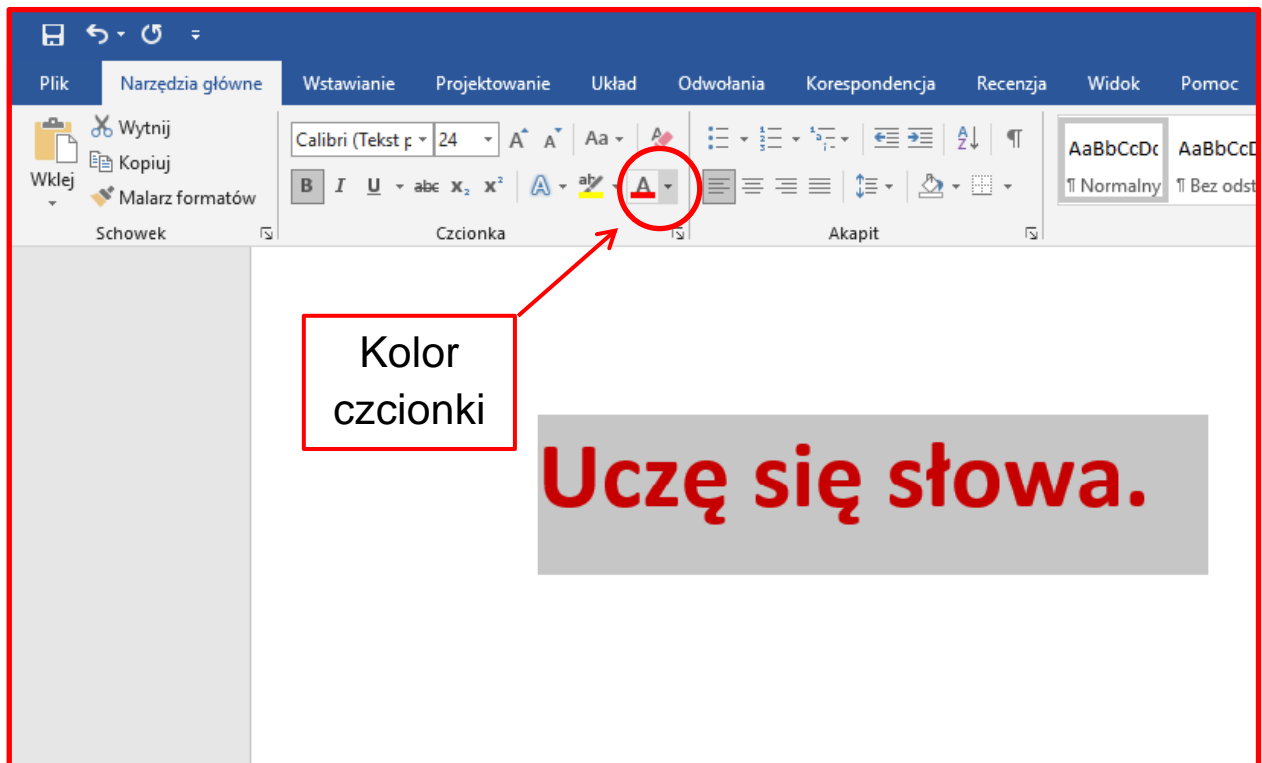 Plik Narzędzia główne Wstawianie Projektowanie Układ Odwołania Korespondencja Recenzja Widok Pomoc
Wklej
Wytnij
Kopiuj
Malarz formatów
Schowek
Calibri (Tekst p 24 Aa
B I U abc x₂ x²
Czcionka
Akapit
AaBbCcDc AaBbCcD
¶ Normalny ¶ Bez odst
Kolor
czcionki
Uczę się słowa.